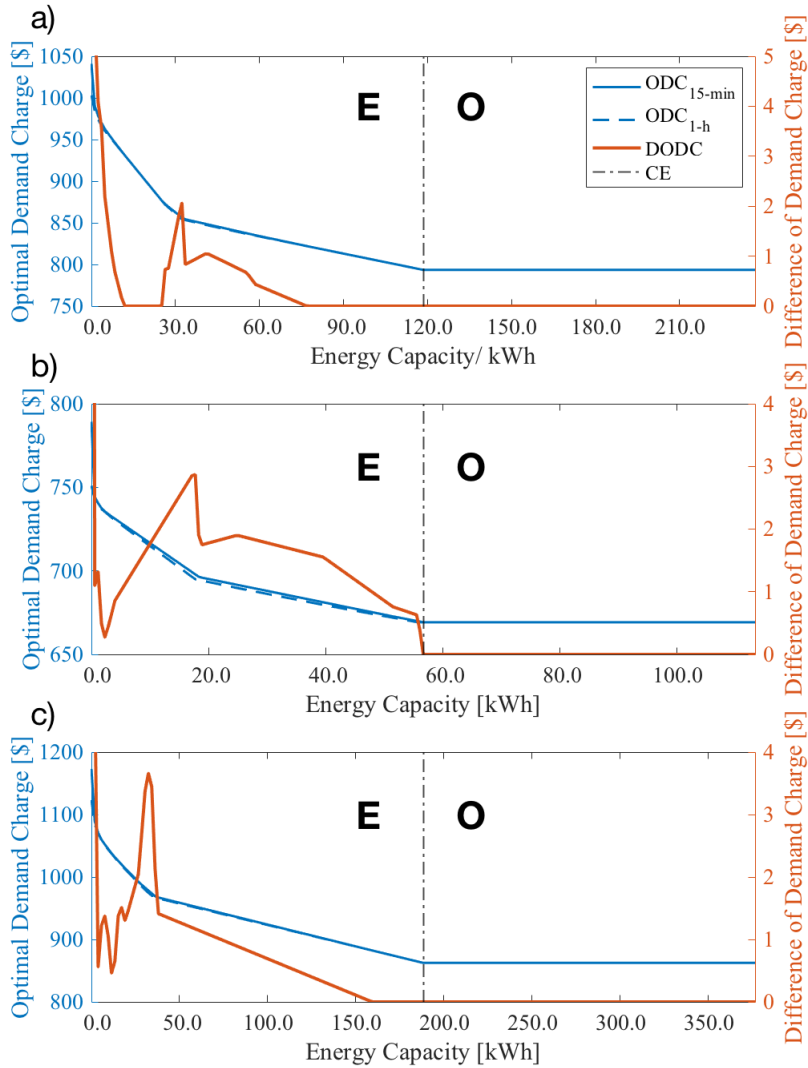 a)
Optimal Demand Charge [$]
1050
1000
950
900
850
800
750
E
O
ODC15-min
ODC1-h
DODC
CE
5
4
3
2
1
0
Difference of Demand Charge [$]
0.0 30.0 60.0 90.0 120.0 150.0 180.0 210.0
Energy Capacity/ kWh
b)
Optimal Demand Charge [$]
800
750
700
650
E
O
4
3
2
1
0
Difference of Demand Charge [$]
0.0 20.0 40.0 60.0 80.0 100.0
Energy Capacity [kWh]
c)
Optimal Demand Charge [$]
1200
1100
1000
900
800
E
O
4
3
2
1
0
Difference of Demand Charge [$]
0.0 50.0 100.0 150.0 200.0 250.0 300.0 350.0
Energy Capacity [kWh]